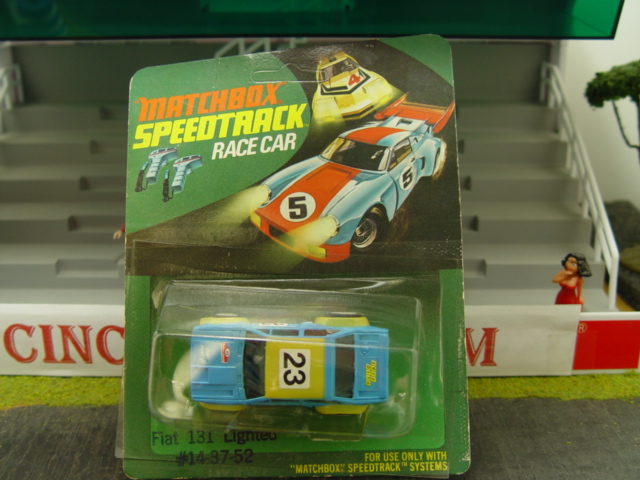 MATCHBOX
SPEEDTRACK
RACE CAR
4
5
5
CINC
M
®
23
Fiat 131 Lighted
#14-37-52
FOR USE ONLY WITH
"MATCHBOX" SPEEDTRACK™ SYSTEMS